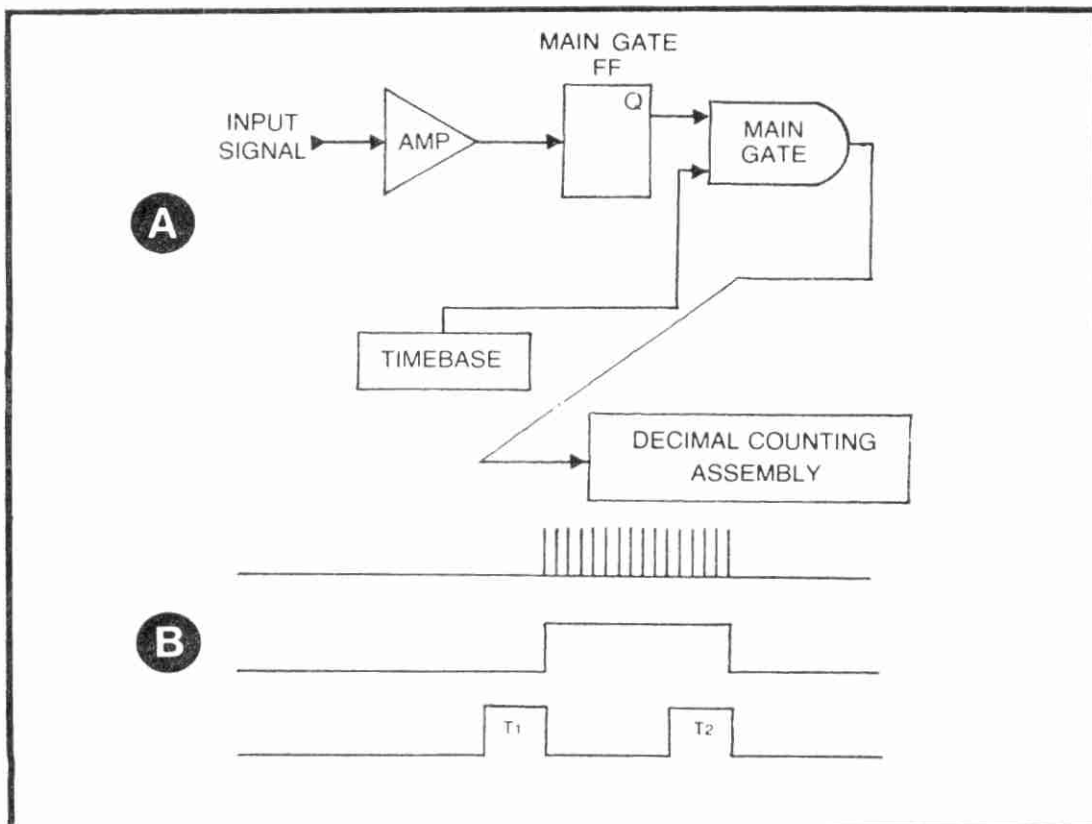 MAIN GATE
FF
Q
INPUT
SIGNAL
AMP
MAIN
GATE
A
TIMEBASE
DECIMAL COUNTING
ASSEMBLY
B
T1
T2